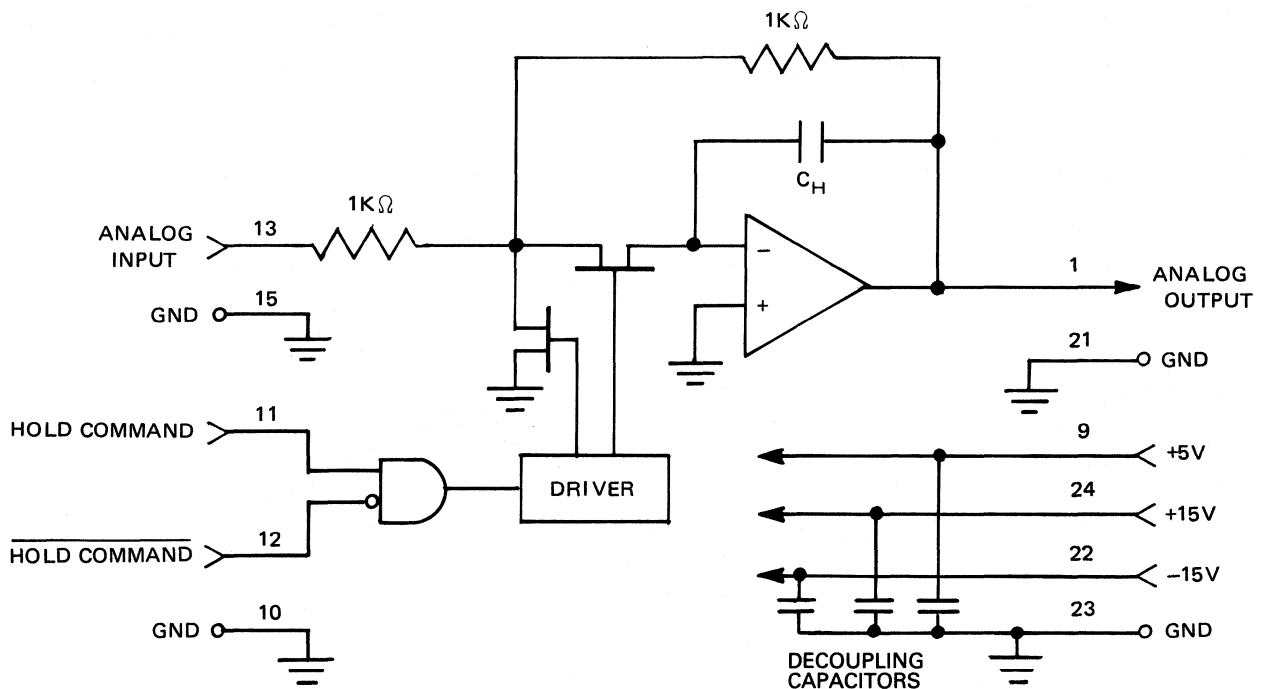 1KΩ
C_H
1KΩ
13
ANALOG
INPUT
−
+
1
ANALOG
OUTPUT
15
GND
21
GND
11
HOLD COMMAND
9
+5V
DRIVER
24
+15V
12
HOLD COMMAND
22
−15V
10
GND
23
GND
DECOUPLING
CAPACITORS